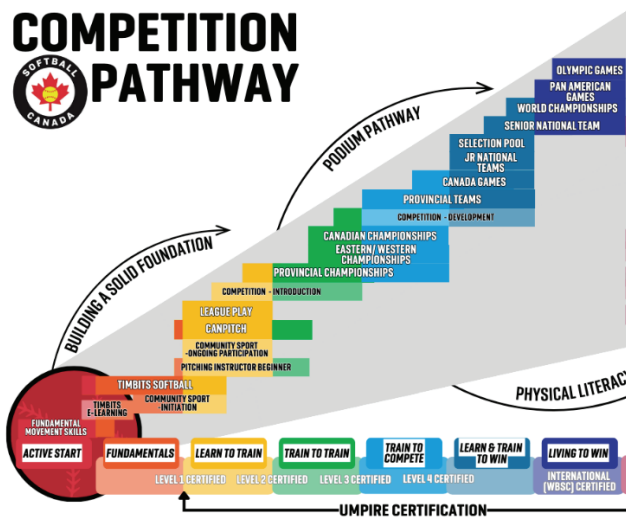 COMPETITION
PATHWAY
SOFTBALL
CANADA
OLYMPIC GAMES
PAN AMERICAN
GAMES
WORLD CHAMPIONSHIPS
SENIOR NATIONAL TEAM
PODIUM PATHWAY
SELECTION POOL
JR NATIONAL
TEAMS
CANADA GAMES
PROVINCIAL TEAMS
COMPETITION - DEVELOPMENT
CANADIAN CHAMPIONSHIPS
EASTERN/ WESTERN
CHAMPIONSHIPS
PROVINCIAL CHAMPIONSHIPS
BUILDING A SOLID FOUNDATION
COMPETITION - INTRODUCTION
LEAGUE PLAY
CANPITCH
COMMUNITY SPORT
-ONGOING PARTICIPATION
PITCHING INSTRUCTOR BEGINNER
TIMBITS SOFTBALL
TIMBITS
E-LEARNING
COMMUNITY SPORT
-INITIATION
PHYSICAL LITERACY
FUNDAMENTAL
MOVEMENT SKILLS
ACTIVE START
FUNDAMENTALS
LEARN TO TRAIN
TRAIN TO TRAIN
TRAIN TO
COMPETE
LEARN & TRAIN
TO WIN
LIVING TO WIN
LEVEL 1 CERTIFIED
LEVEL 2 CERTIFIED
LEVEL 3 CERTIFIED
LEVEL 4 CERTIFIED
INTERNATIONAL
(WBSC) CERTIFIED
UMPIRE CERTIFICATION